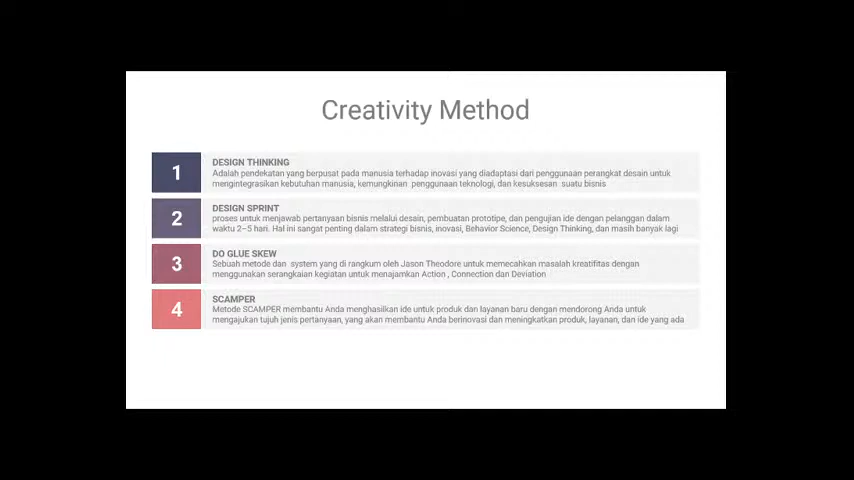 Creativity Method
1
DESIGN THINKING
Adalah pendekatan yang berpusat pada manusia terhadap inovasi yang diadaptasi dari penggunaan perangkat desain untuk
mengintegrasikan kebutuhan manusia, kemungkinan penggunaan teknologi, dan kesuksesan suatu bisnis
2
DESIGN SPRINT
proses untuk menjawab pertanyaan bisnis melalui desain, pembuatan prototipe, dan pengujian ide dengan pelanggan dalam
waktu 2–5 hari. Hal ini sangat penting dalam strategi bisnis, inovasi, Behavior Science, Design Thinking, dan masih banyak lagi
3
DO GLUE SKEW
Sebuah metode dan system yang di rangkum oleh Jason Theodore untuk memecahkan masalah kreatifitas dengan
menggunakan serangkaian kegiatan untuk menajamkan Action , Connection dan Deviation
4
SCAMPER
Metode SCAMPER membantu Anda menghasilkan ide untuk produk dan layanan baru dengan mendorong Anda untuk
mengajukan tujuh jenis pertanyaan, yang akan membantu Anda berinovasi dan meningkatkan produk, layanan, dan ide yang ada